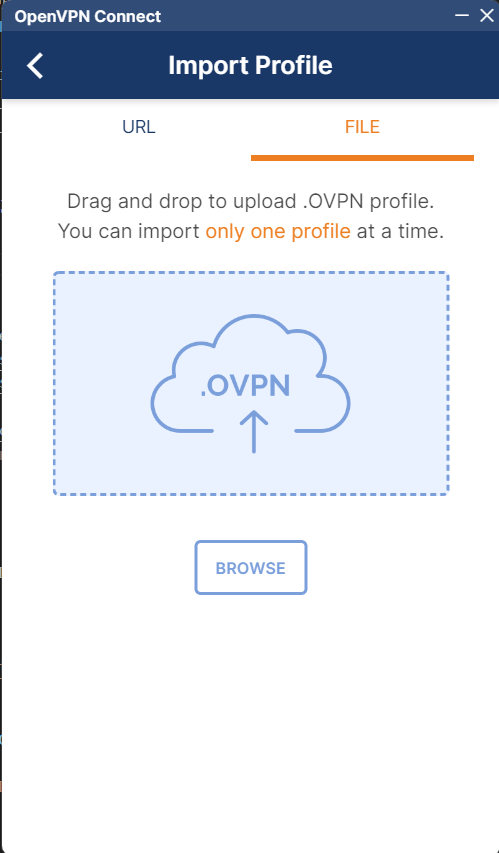 OpenVPN Connect
Import Profile
URL
FILE
Drag and drop to upload .OVPN profile.
You can import only one profile at a time.
.OVPN
BROWSE